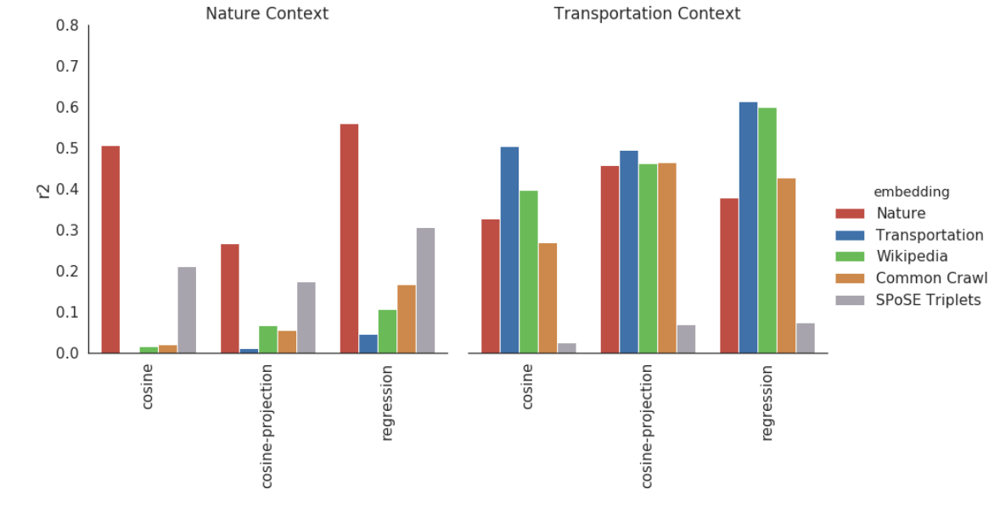 Nature Context
Transportation Context
r2
0.8
0.7
0.6
0.5
0.4
0.3
0.2
0.1
0.0
cosine
cosine-projection
regression
cosine
cosine-projection
regression
embedding
Nature
Transportation
Wikipedia
Common Crawl
SPoSE Triplets